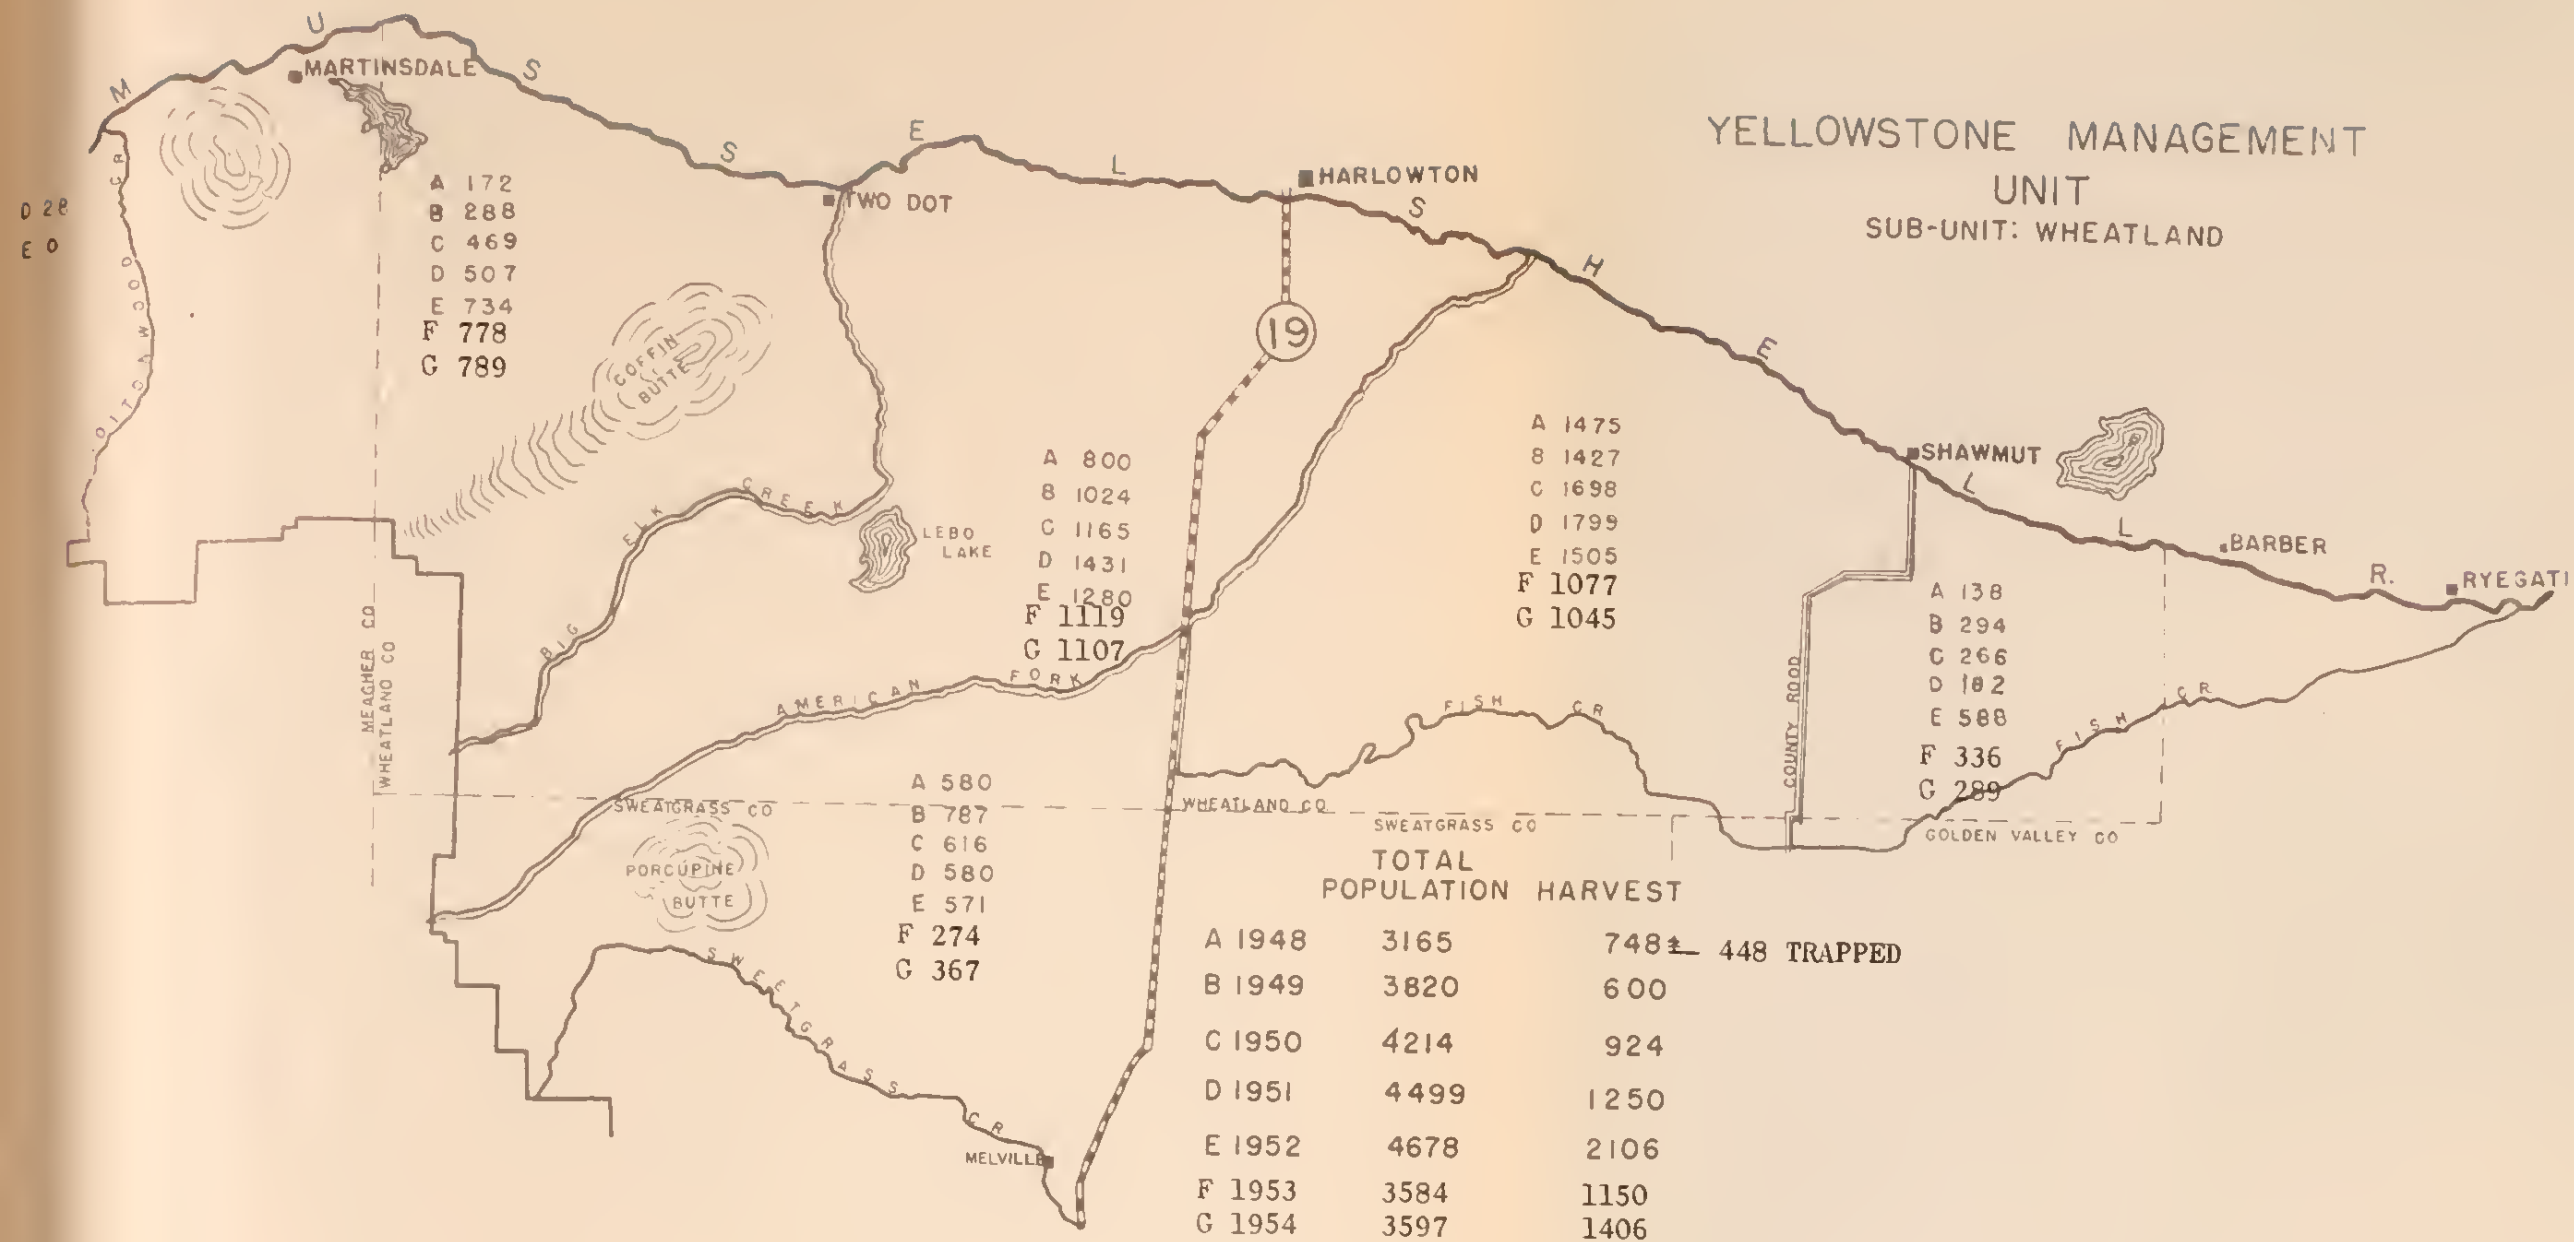 YELLOWSTONE MANAGEMENT
UNIT
SUB-UNIT: WHEATLAND
MUSSELSHELL R.
MARTINSDALE
TWO DOT
HARLOWTON
SHAWMUT
BARBER
RYEGATE
D 28
E 0
COTTONWOOD CR
A 172
B 288
C 469
D 507
E 734
F 778
G 789
COFFIN
BUTTE
19
BIG ELK CREEK
LEBO
LAKE
A 800
B 1024
C 1165
D 1431
E 1280
F 1119
G 1107
A 1475
B 1427
C 1698
D 1799
E 1505
F 1077
G 1045
A 138
B 294
C 266
D 182
E 588
F 336
G 289
COUNTY ROOD
FISH CR
FISH CR
AMERICAN FORK
MEAGHER CO
WHEATLAND CO
SWEATGRASS CO
WHEATLAND CO
SWEATGRASS CO
GOLDEN VALLEY CO
PORCUPINE
BUTTE
A 580
B 787
C 616
D 580
E 571
F 274
G 367
SWEETGRASS CR
MELVILLE
TOTAL
POPULATION HARVEST
A 1948 3165 748± 448 TRAPPED
B 1949 3820 600
C 1950 4214 924
D 1951 4499 1250
E 1952 4678 2106
F 1953 3584 1150
G 1954 3597 1406